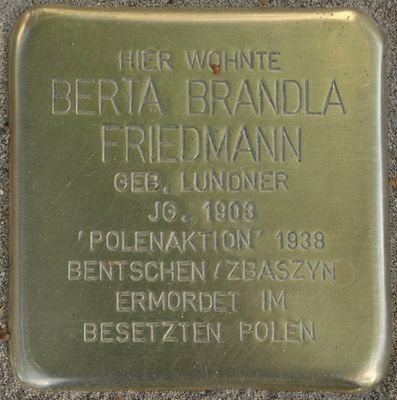 HIER WOHNTE
BERTA BRANDLA
FRIEDMANN
GEB. LUNDNER
JG. 1903
'POLENAKTION' 1938
BENTSCHEN/ZBASZYN
ERMORDET IM
BESETZTEN POLEN